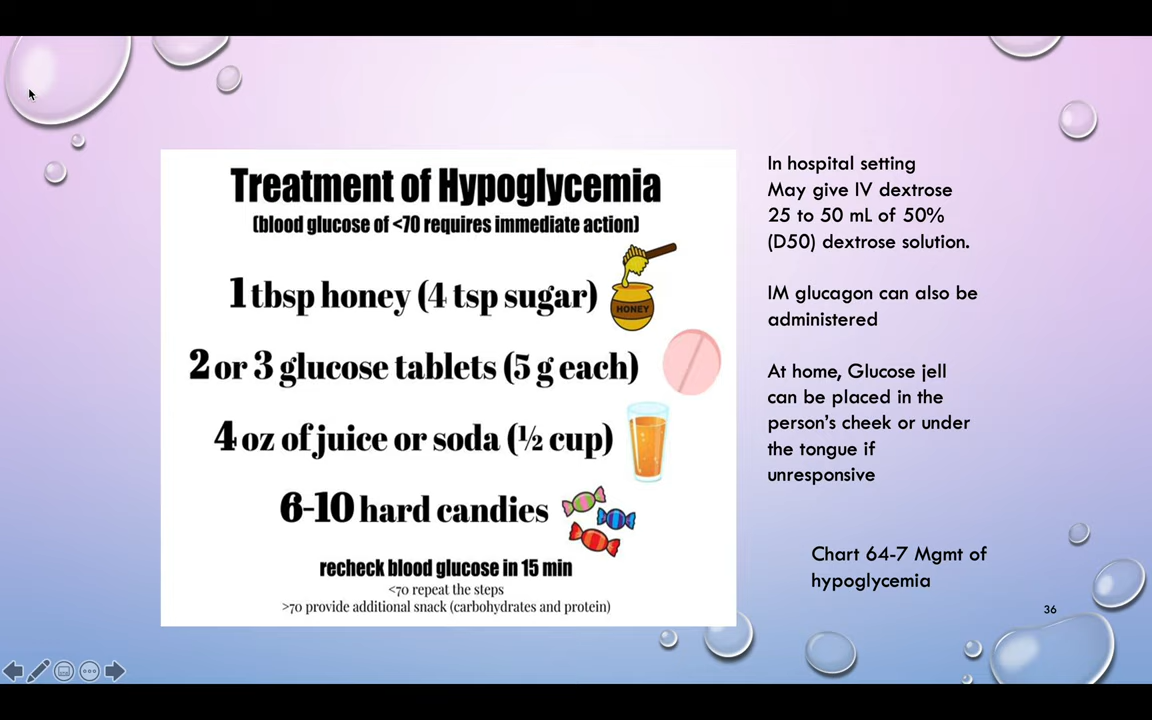 Treatment of Hypoglycemia
(blood glucose of <70 requires immediate action)
1 tbsp honey (4 tsp sugar)
HONEY
2 or 3 glucose tablets (5 g each)
4 oz of juice or soda (½ cup)
6-10 hard candies
recheck blood glucose in 15 min
<70 repeat the steps
>70 provide additional snack (carbohydrates and protein)
In hospital setting
May give IV dextrose
25 to 50 mL of 50%
(D50) dextrose solution.
IM glucagon can also be
administered
At home, Glucose jell
can be placed in the
person's cheek or under
the tongue if
unresponsive
Chart 64-7 Mgmt of
hypoglycemia
36